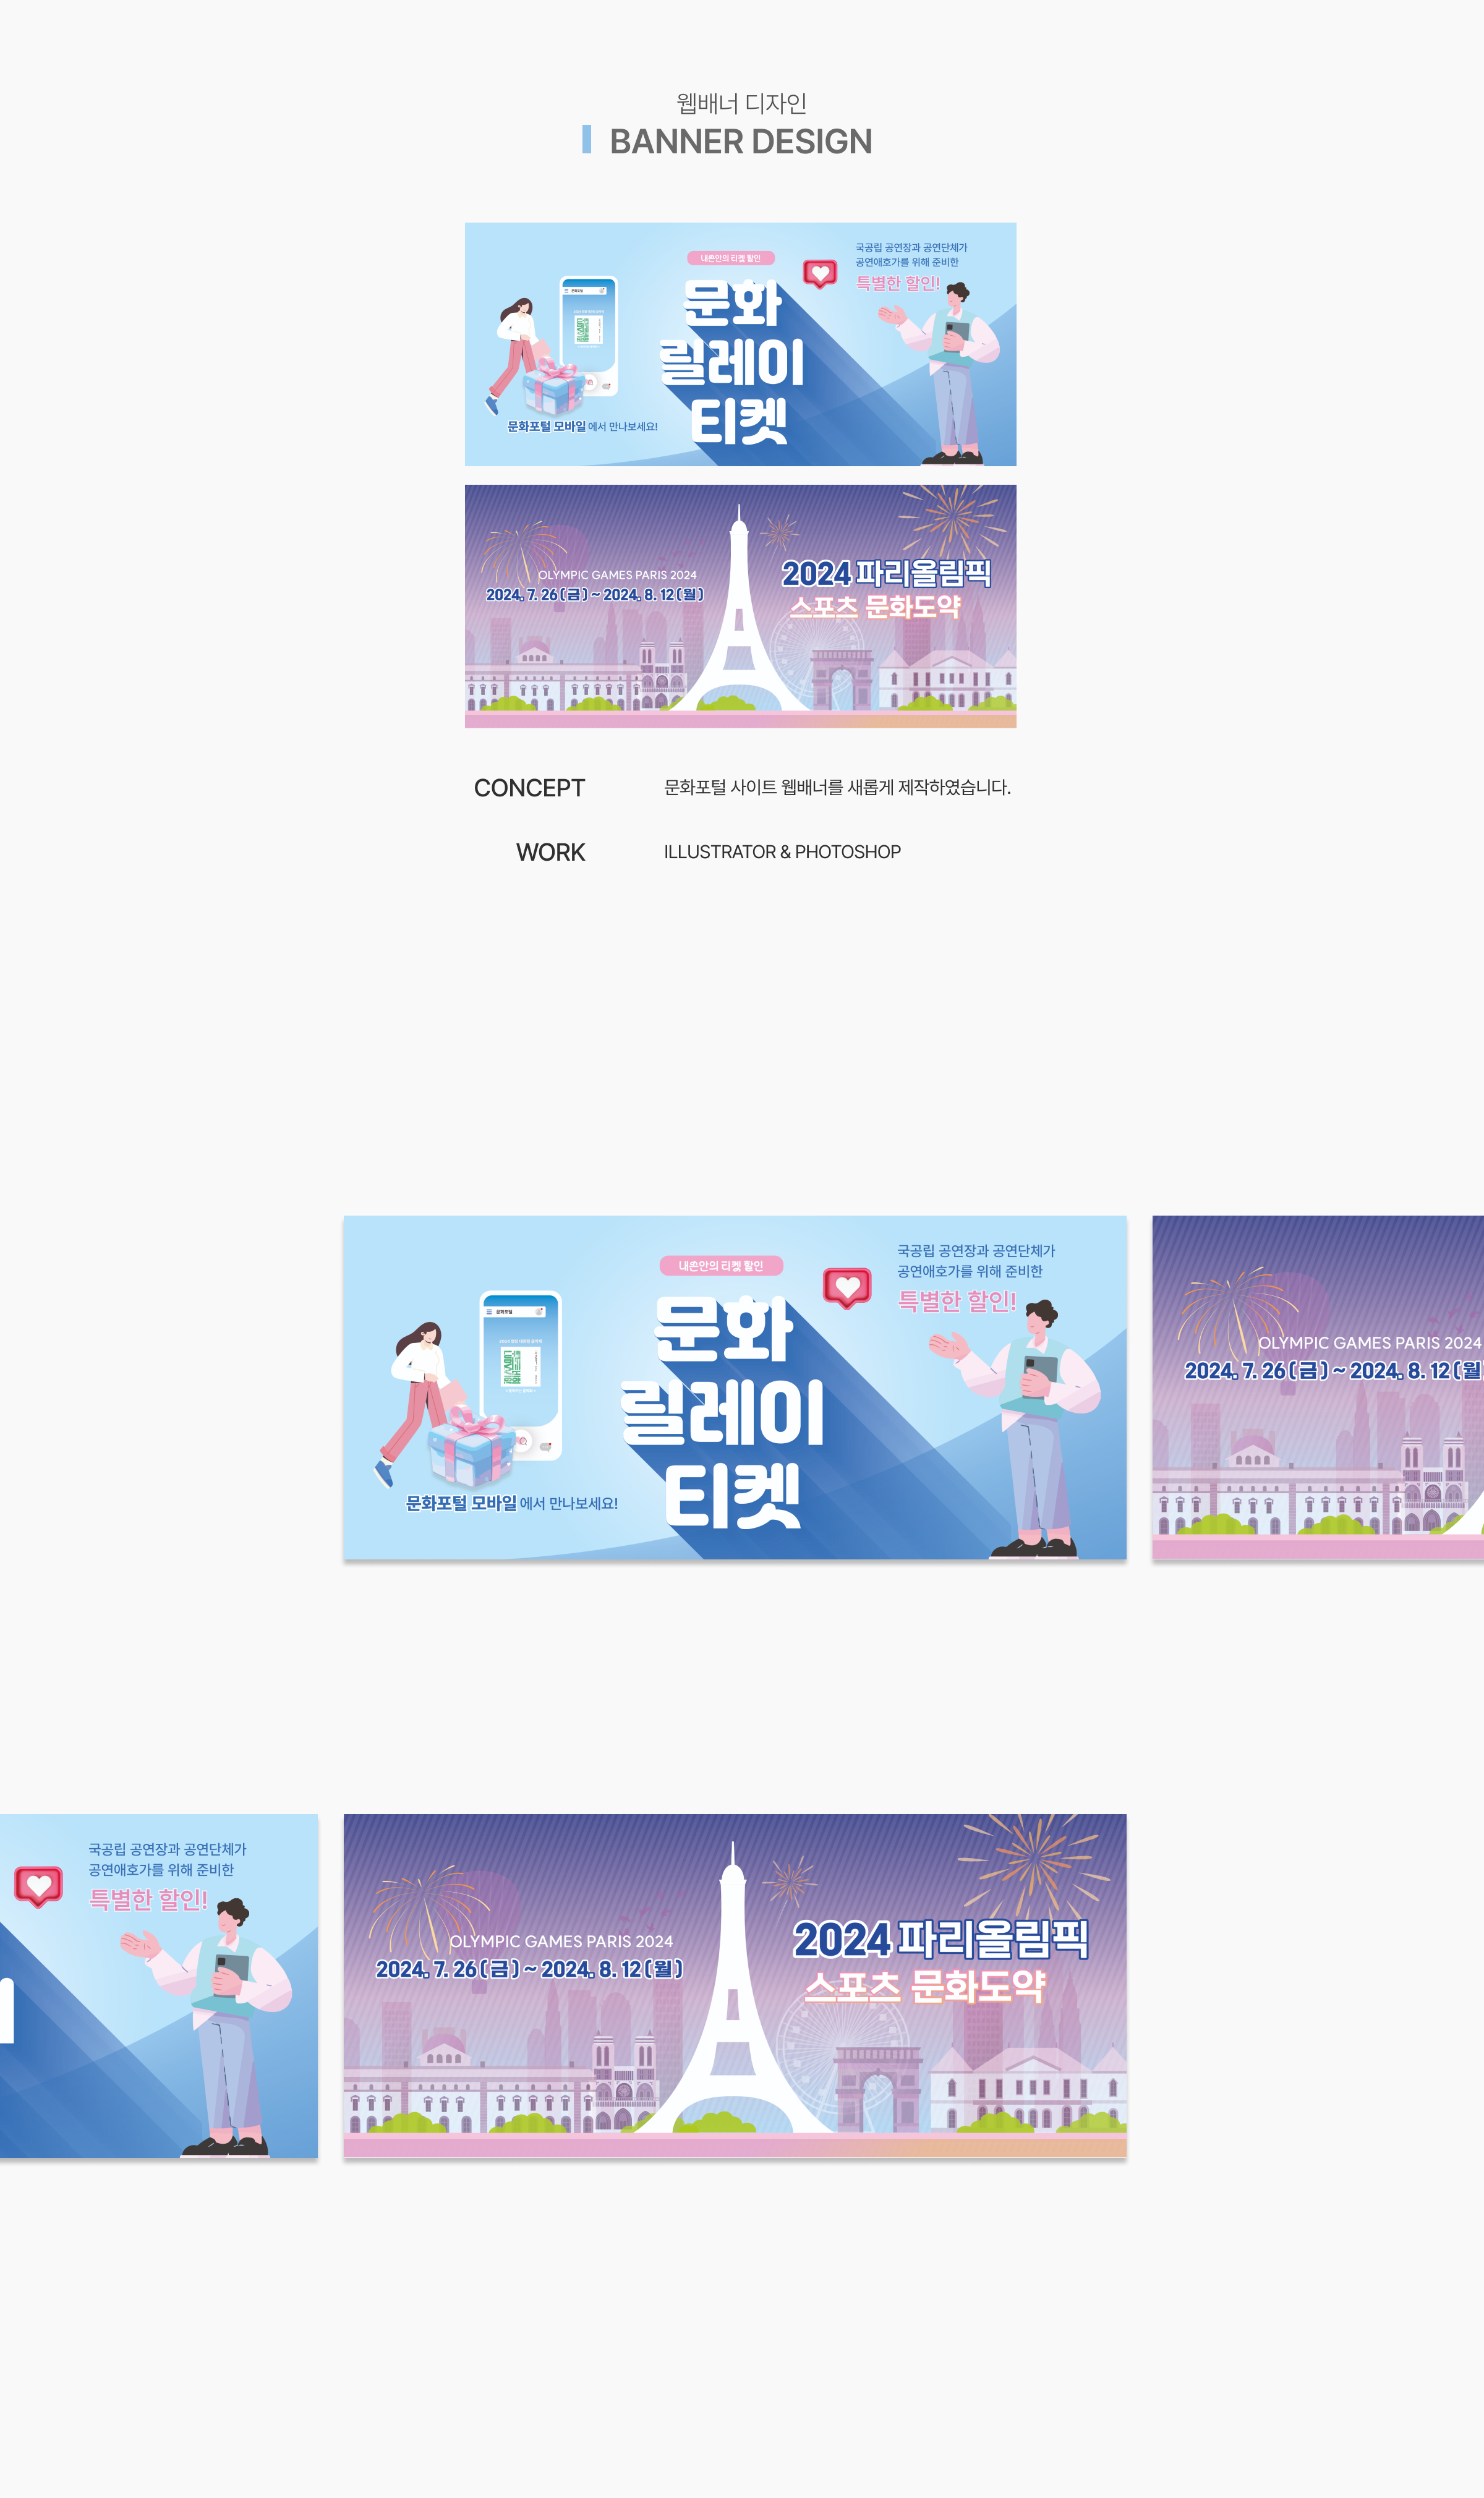 웹배너 디자인
BANNER DESIGN
내손안의 티켓 할인
문화
릴레이
티켓
국공립 공연장과 공연단체가
공연애호가를 위해 준비한
특별한 할인!
문화포털
문화포털 모바일에서 만나보세요!
OLYMPIC GAMES PARIS 2024
2024. 7. 26(금) ~ 2024. 8. 12(월)
2024 파리올림픽
스포츠 문화도약
CONCEPT
문화포털 사이트 웹배너를 새롭게 제작하였습니다.
WORK
ILLUSTRATOR & PHOTOSHOP
내손안의 티켓 할인
문화
릴레이
티켓
국공립 공연장과 공연단체가
공연애호가를 위해 준비한
특별한 할인!
문화포털
문화포털 모바일에서 만나보세요!
OLYMPIC GAMES PARIS 2024
2024. 7. 26(금) ~ 2024. 8. 12(월
국공립 공연장과 공연단체가
공연애호가를 위해 준비한
특별한 할인!
OLYMPIC GAMES PARIS 2024
2024. 7. 26(금) ~ 2024. 8. 12(월)
2024 파리올림픽
스포츠 문화도약